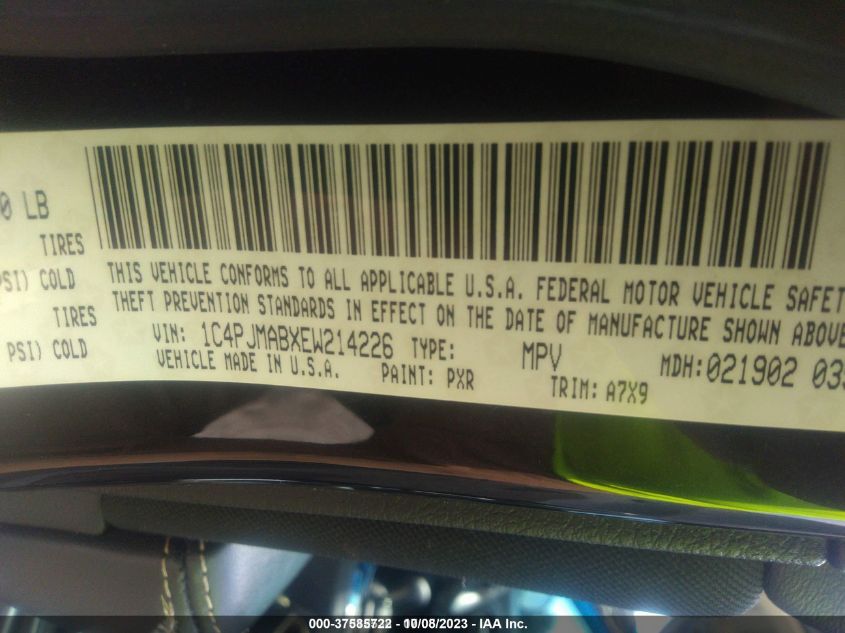 0 LB
TIRES
PSI) COLD
TIRES
PSI) COLD
THIS VEHICLE CONFORMS TO ALL APPLICABLE U.S.A. FEDERAL MOTOR VEHICLE SAFET
THEFT PREVENTION STANDARDS IN EFFECT ON THE DATE OF MANUFACTURE SHOWN ABOVE
VIN: 1C4PJMABXEW214226 TYPE: MPV MDH:021902 03
VEHICLE MADE IN U.S.A. PAINT: PXR TRIM: A7X9
000-37585722 - 10/08/2023 - IAA Inc.